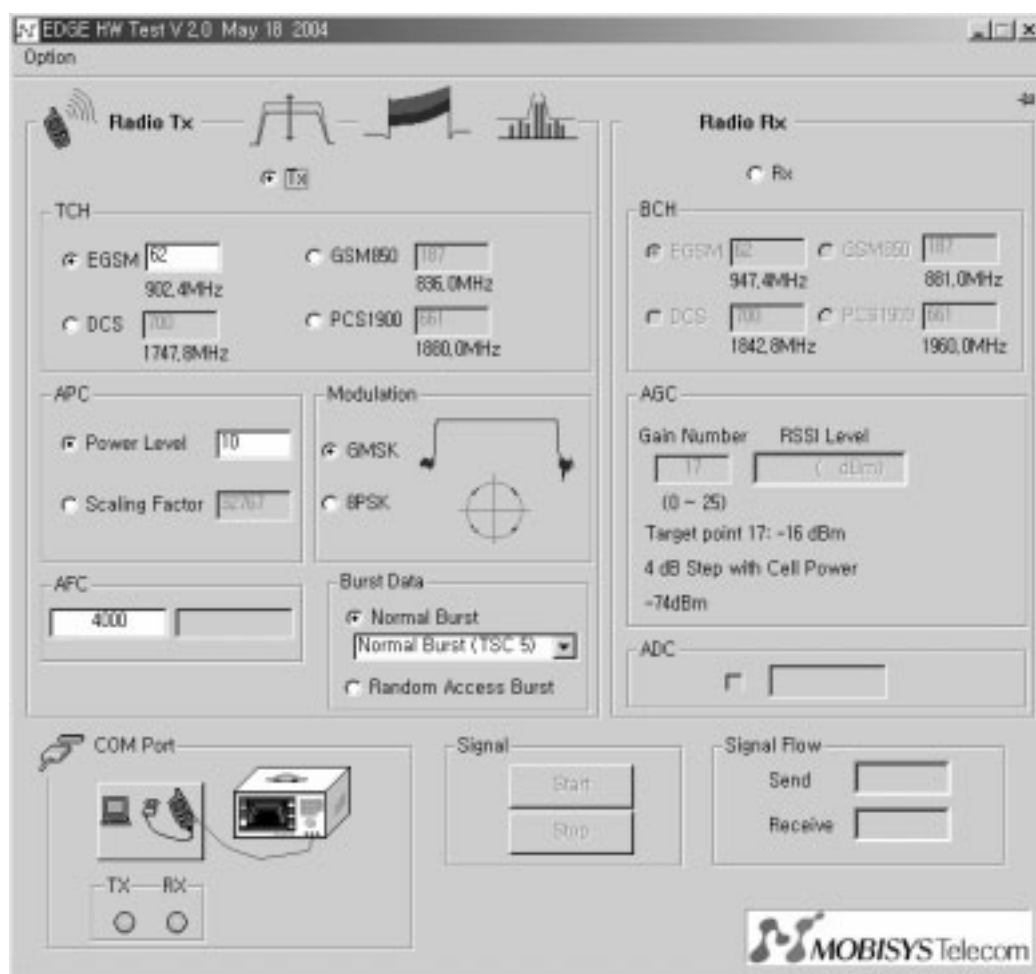 EDGE HW Test V 2.0 May 18 2004
Option
Radio Tx
Tx
TCH
EGSM 62
902,4MHz
GSM850 187
836,0MHz
DCS 700
1747,8MHz
PCS1900 661
1880,0MHz
APC
Power Level 10
Scaling Factor 32767
Modulation
GMSK
8PSK
AFC
4000
Burst Data
Normal Burst
Normal Burst (TSC 5)
Random Access Burst
Radio Rx
Rx
BCH
EGSM 62
947,4MHz
GSM850 187
881,0MHz
DCS 700
1842,8MHz
PCS1900 661
1960,0MHz
AGC
Gain Number RSSI Level
17 ( dBm)
(0 ~ 25)
Target point 17: -16 dBm
4 dB Step with Cell Power
-74dBm
ADC
COM Port
TX RX
Signal
Start
Stop
Signal Flow
Send
Receive
MOBISYS Telecom